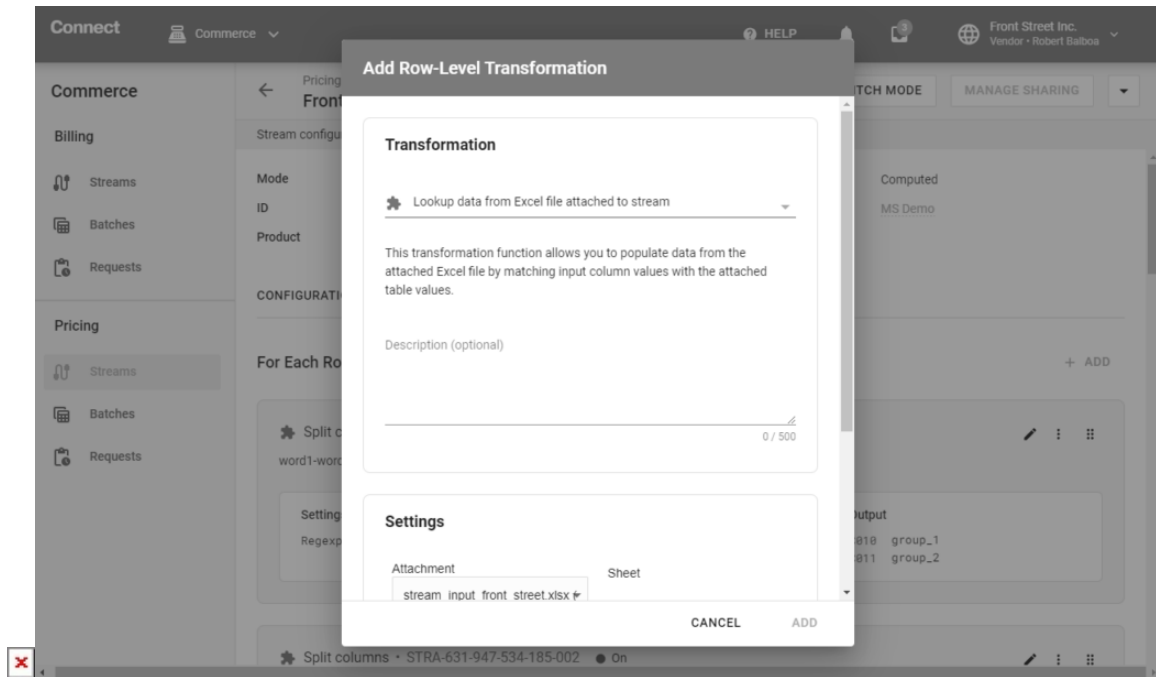 Connect
Commerce
HELP
3
Front Street Inc.
Vendor • Robert Balboa
Add Row-Level Transformation
Commerce
Pricing
Front
TCH MODE
MANAGE SHARING
Billing
Stream configu
Transformation
Streams
Mode
Computed
Lookup data from Excel file attached to stream
ID
MS Demo
Batches
Product
This transformation function allows you to populate data from the
attached Excel file by matching input column values with the attached
table values.
Requests
CONFIGURATI
Pricing
Description (optional)
For Each Ro
+ ADD
Streams
Batches
Split c
0 / 500
Requests
word1-word
Setting
Settings
Output
Regexp
010 group_1
011 group_2
Attachment
Sheet
stream_input_front_street.xlsx
CANCEL
ADD
Split columns • STRA-631-947-534-185-002 • On